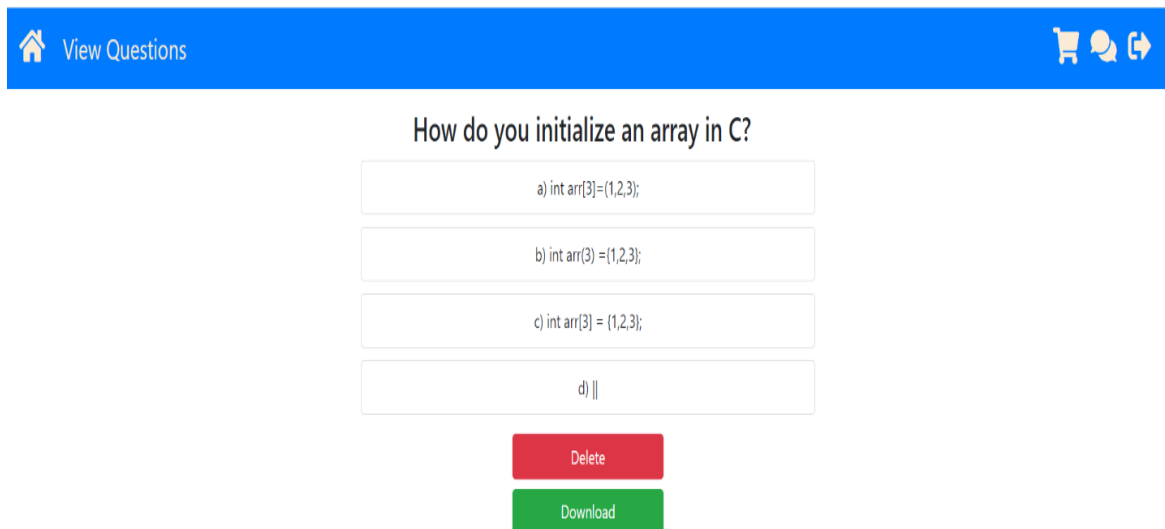 View Questions
How do you initialize an array in C?
a) int arr[3]=(1,2,3);
b) int arr(3) ={1,2,3};
c) int arr[3] = {1,2,3};
d) ||
Delete
Download